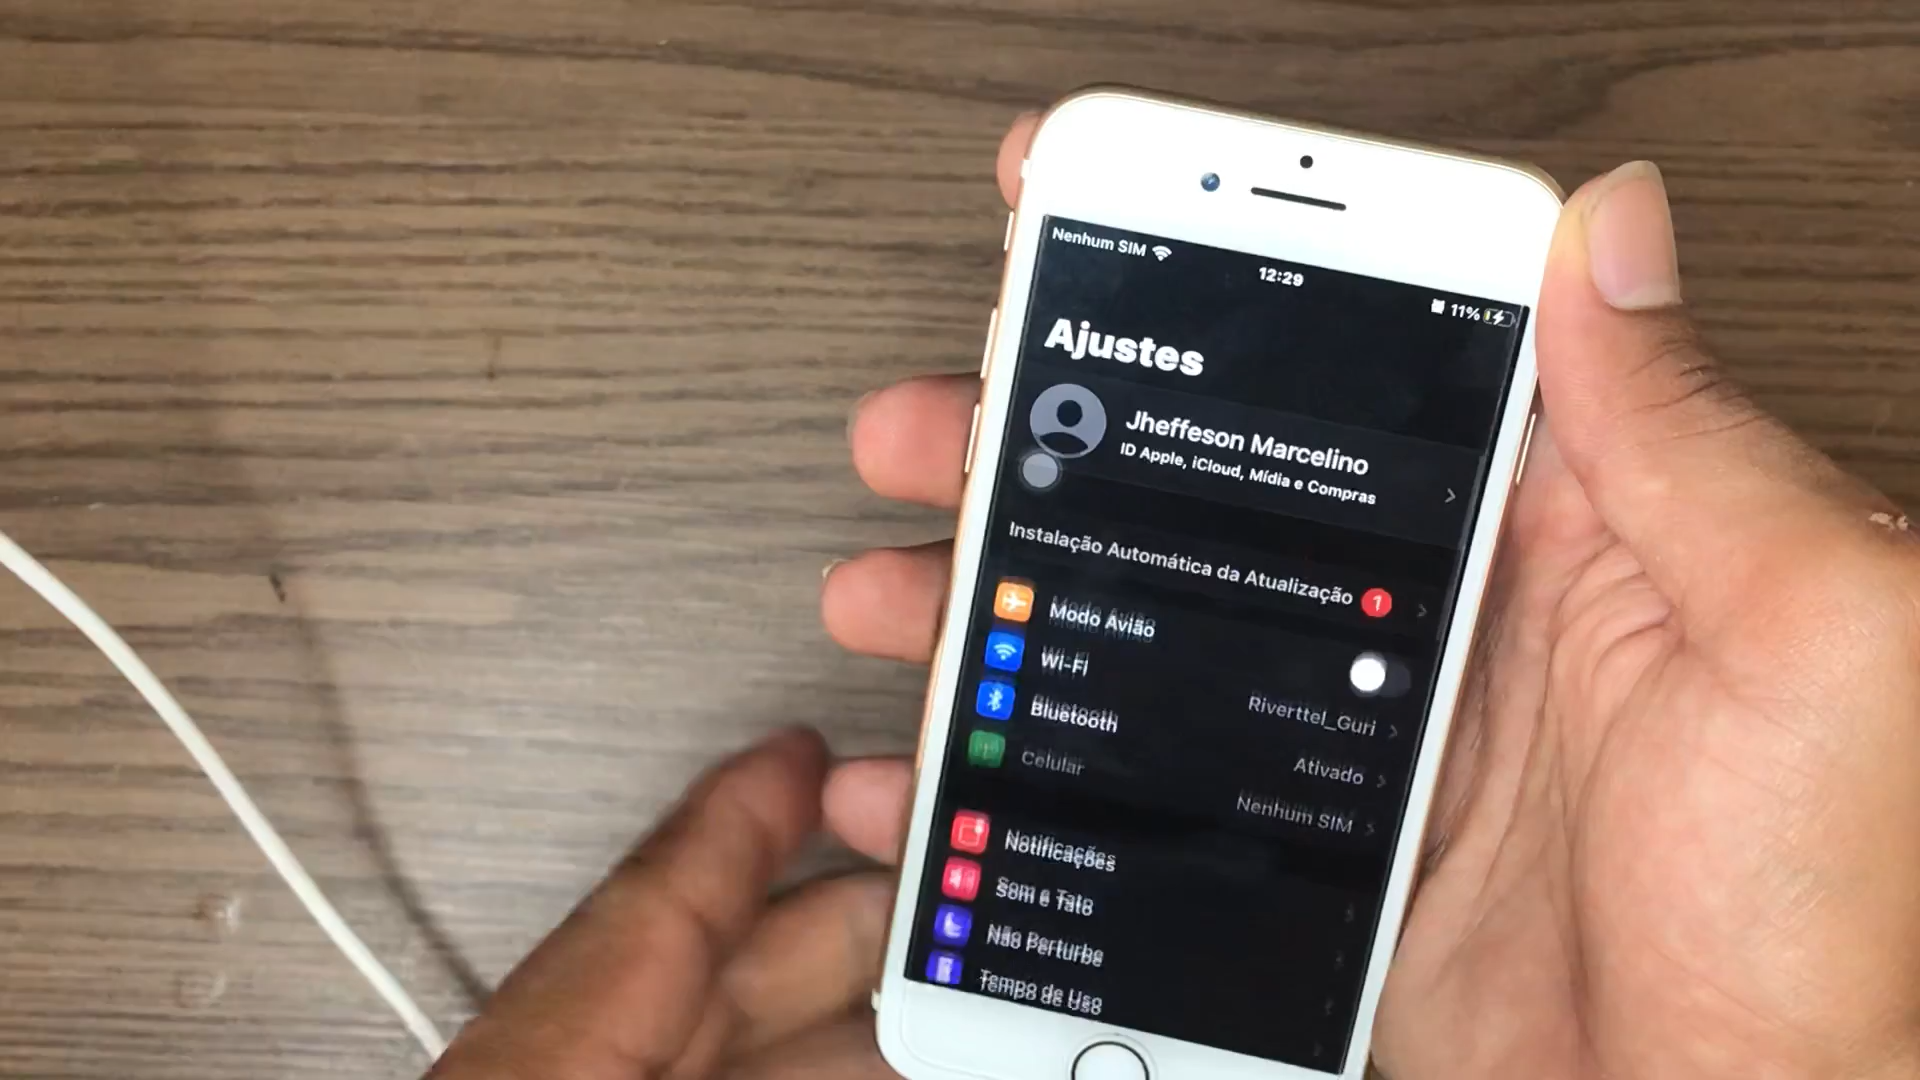 Nenhum SIM
12:29
11%
Ajustes
Jheffeson Marcelino
ID Apple, iCloud, Mídia e Compras
Instalação Automática da Atualização 1
Modo Avião
Wi-Fi Riverttel_Guri
Bluetooth Ativado
Celular Nenhum SIM
Notificações
Som e Tato
Não Perturbe
Tempo de Uso